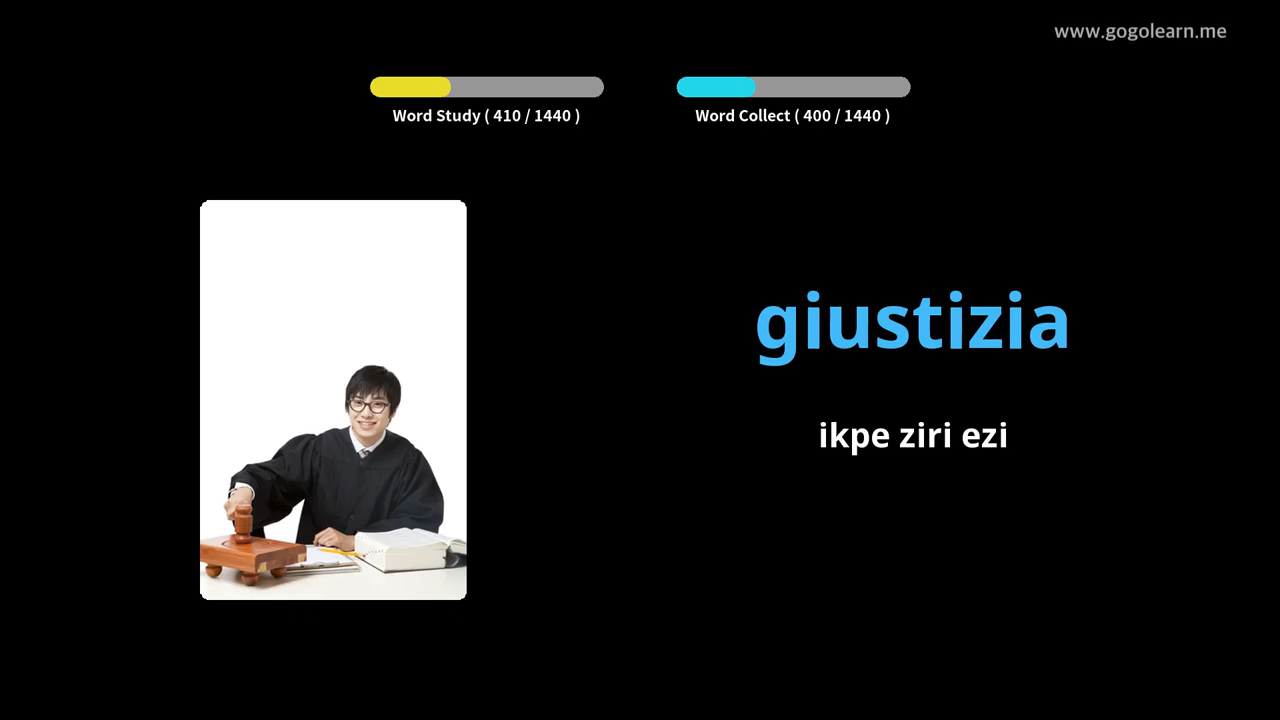 www.gogolearn.me
Word Study ( 410 / 1440 )
Word Collect ( 400 / 1440 )
giustizia
ikpe ziri ezi